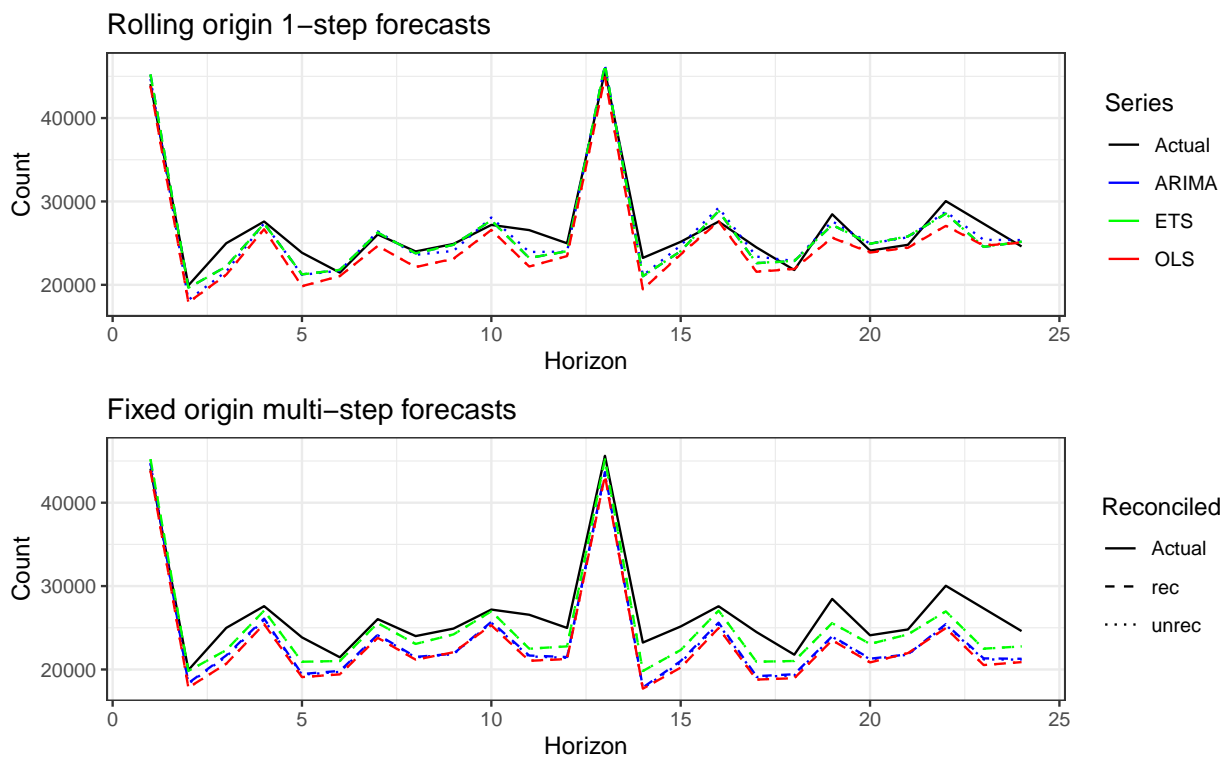 Rolling origin 1−step forecasts
40000
30000
20000
Count
0
5
10
15
20
25
Horizon
Series
Actual
ARIMA
ETS
OLS
Fixed origin multi−step forecasts
40000
30000
20000
Count
0
5
10
15
20
25
Horizon
Reconciled
Actual
rec
unrec